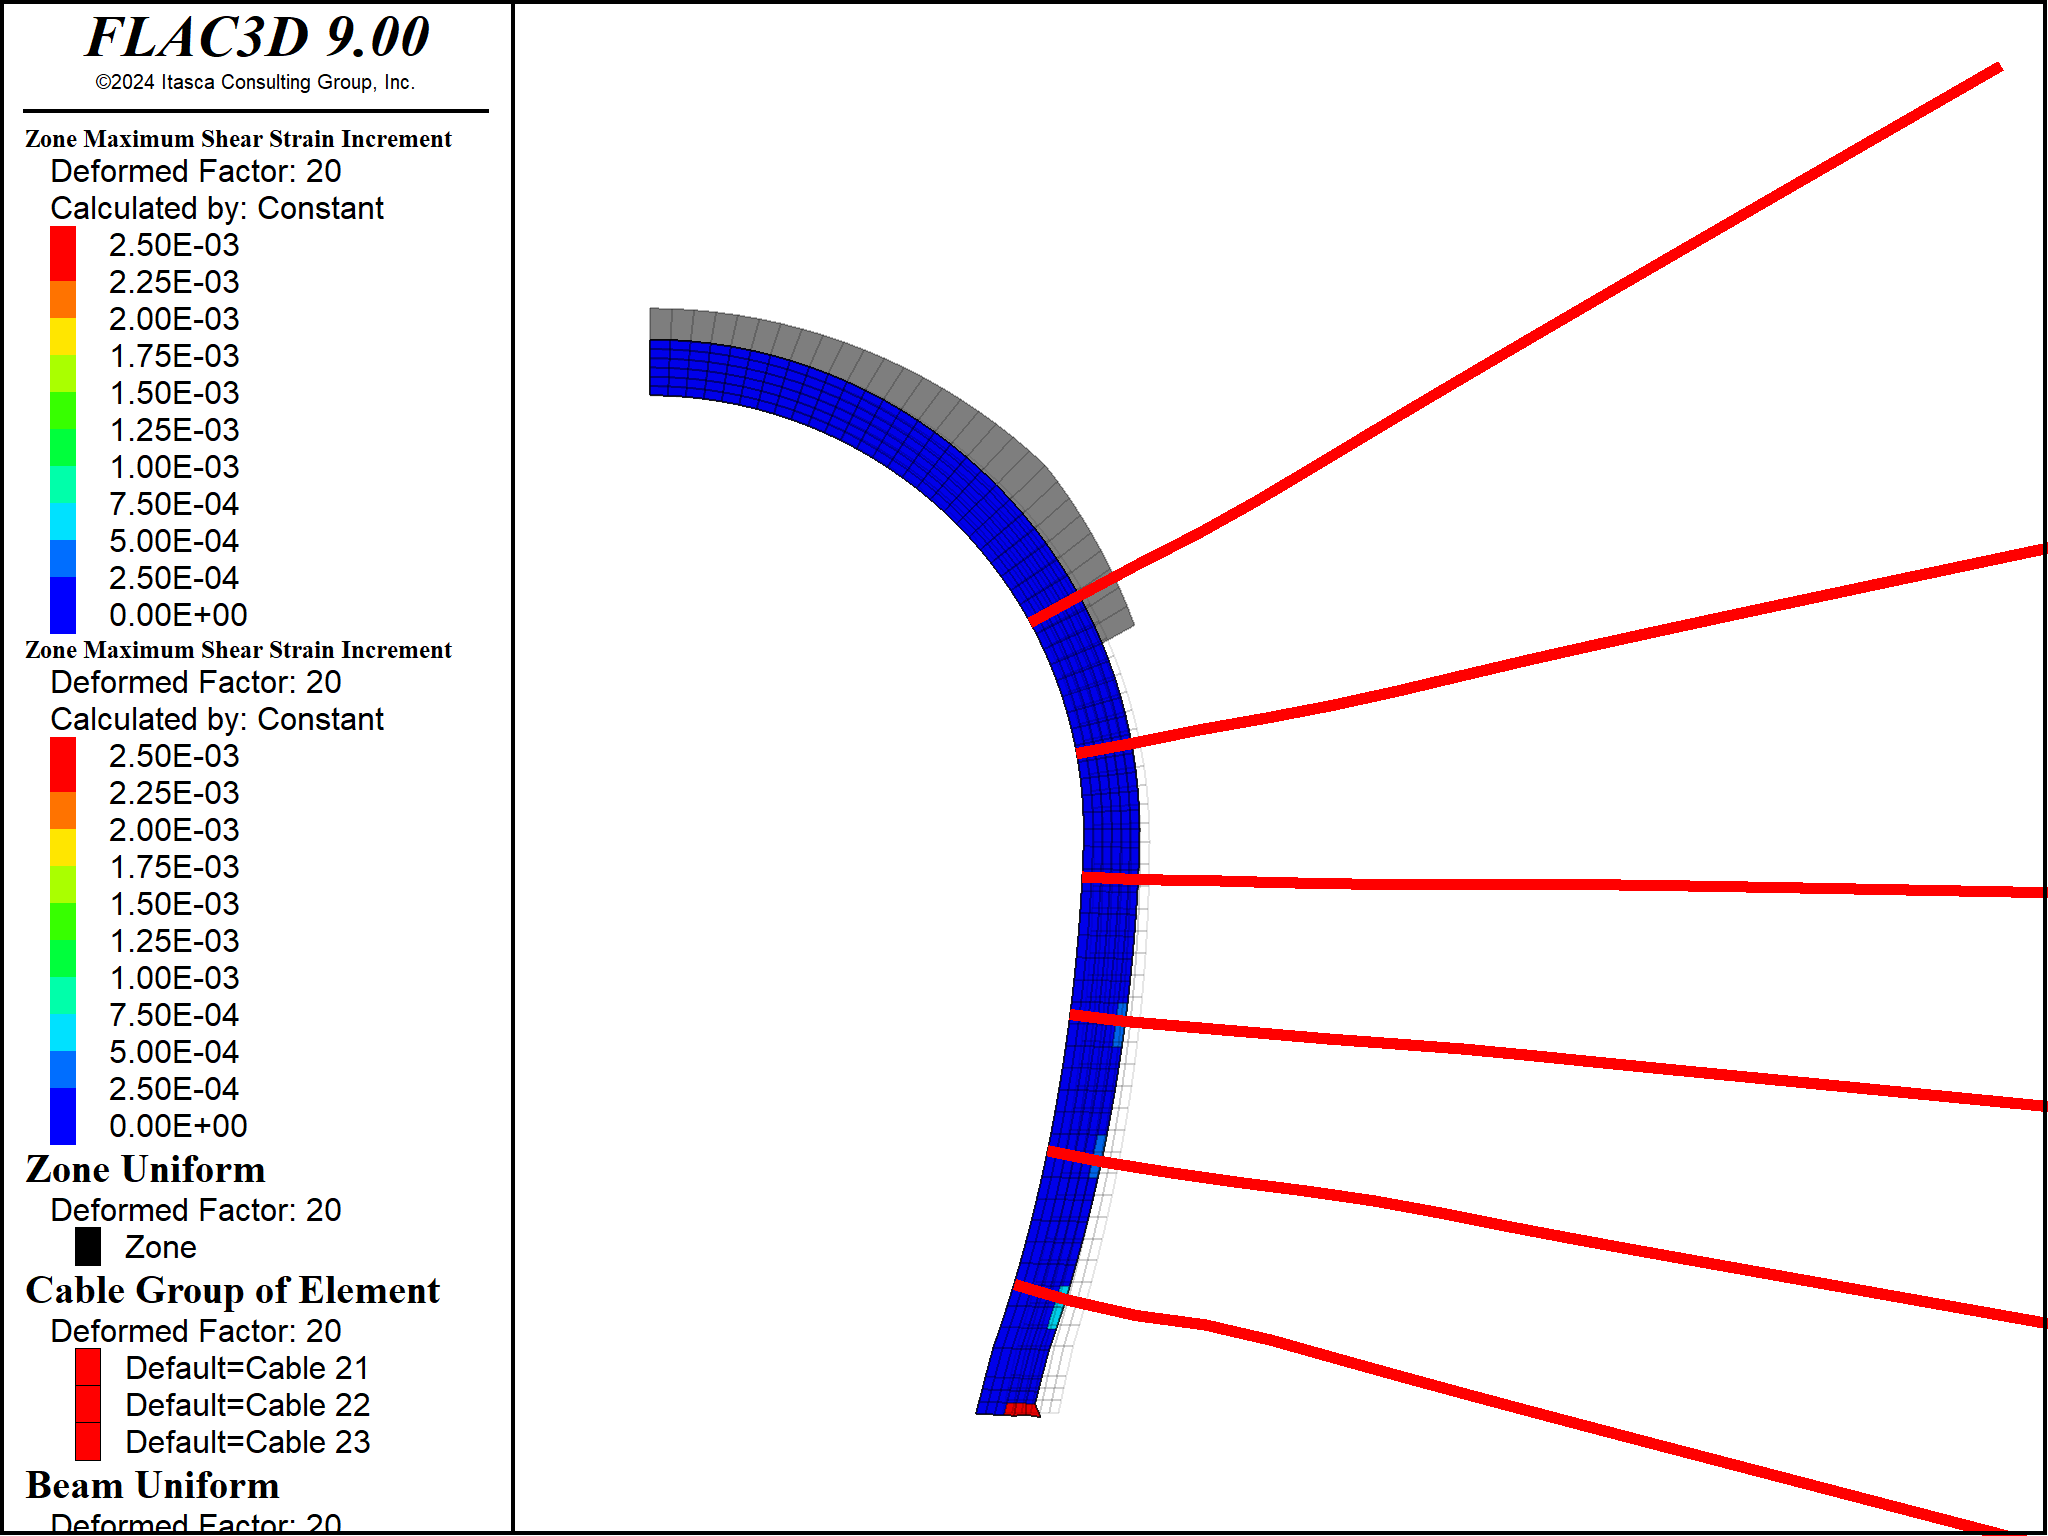 FLAC3D 9.00
©2024 Itasca Consulting Group, Inc.
Zone Maximum Shear Strain Increment
Deformed Factor: 20
Calculated by: Constant
2.50E-03
2.25E-03
2.00E-03
1.75E-03
1.50E-03
1.25E-03
1.00E-03
7.50E-04
5.00E-04
2.50E-04
0.00E+00
Zone Maximum Shear Strain Increment
Deformed Factor: 20
Calculated by: Constant
2.50E-03
2.25E-03
2.00E-03
1.75E-03
1.50E-03
1.25E-03
1.00E-03
7.50E-04
5.00E-04
2.50E-04
0.00E+00
Zone Uniform
Deformed Factor: 20
Zone
Cable Group of Element
Deformed Factor: 20
Default=Cable 21
Default=Cable 22
Default=Cable 23
Beam Uniform
Deformed Factor: 20